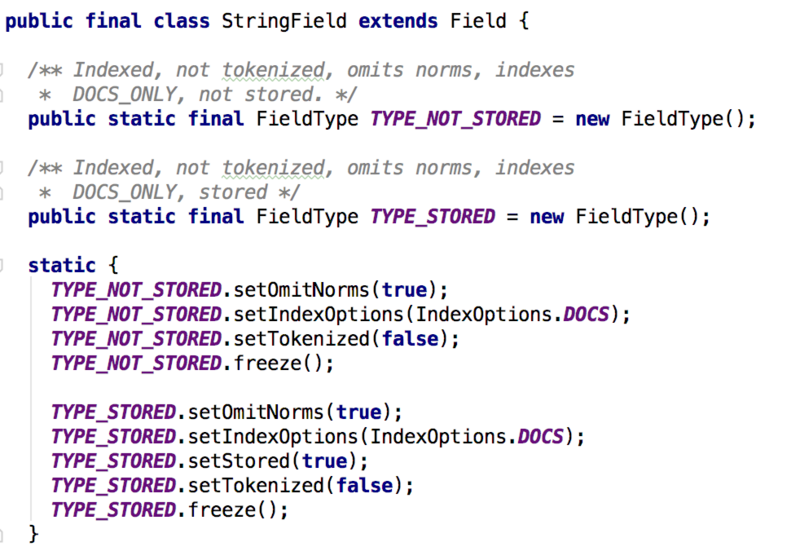 public final class StringField extends Field {
/** Indexed, not tokenized, omits norms, indexes
* DOCS_ONLY, not stored. */
public static final FieldType TYPE_NOT_STORED = new FieldType();
/** Indexed, not tokenized, omits norms, indexes
* DOCS_ONLY, stored */
public static final FieldType TYPE_STORED = new FieldType();
static {
TYPE_NOT_STORED.setOmitNorms(true);
TYPE_NOT_STORED.setIndexOptions(IndexOptions.DOCS);
TYPE_NOT_STORED.setTokenized(false);
TYPE_NOT_STORED.freeze();
TYPE_STORED.setOmitNorms(true);
TYPE_STORED.setIndexOptions(IndexOptions.DOCS);
TYPE_STORED.setStored(true);
TYPE_STORED.setTokenized(false);
TYPE_STORED.freeze();
}